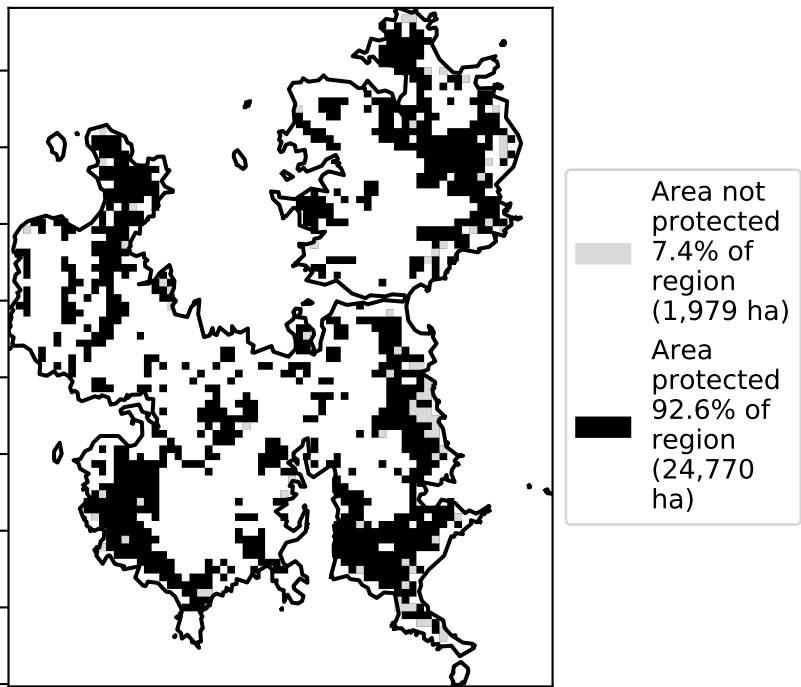 Area not
protected
7.4% of
region
(1,979 ha)
Area
protected
92.6% of
region
(24,770
ha)